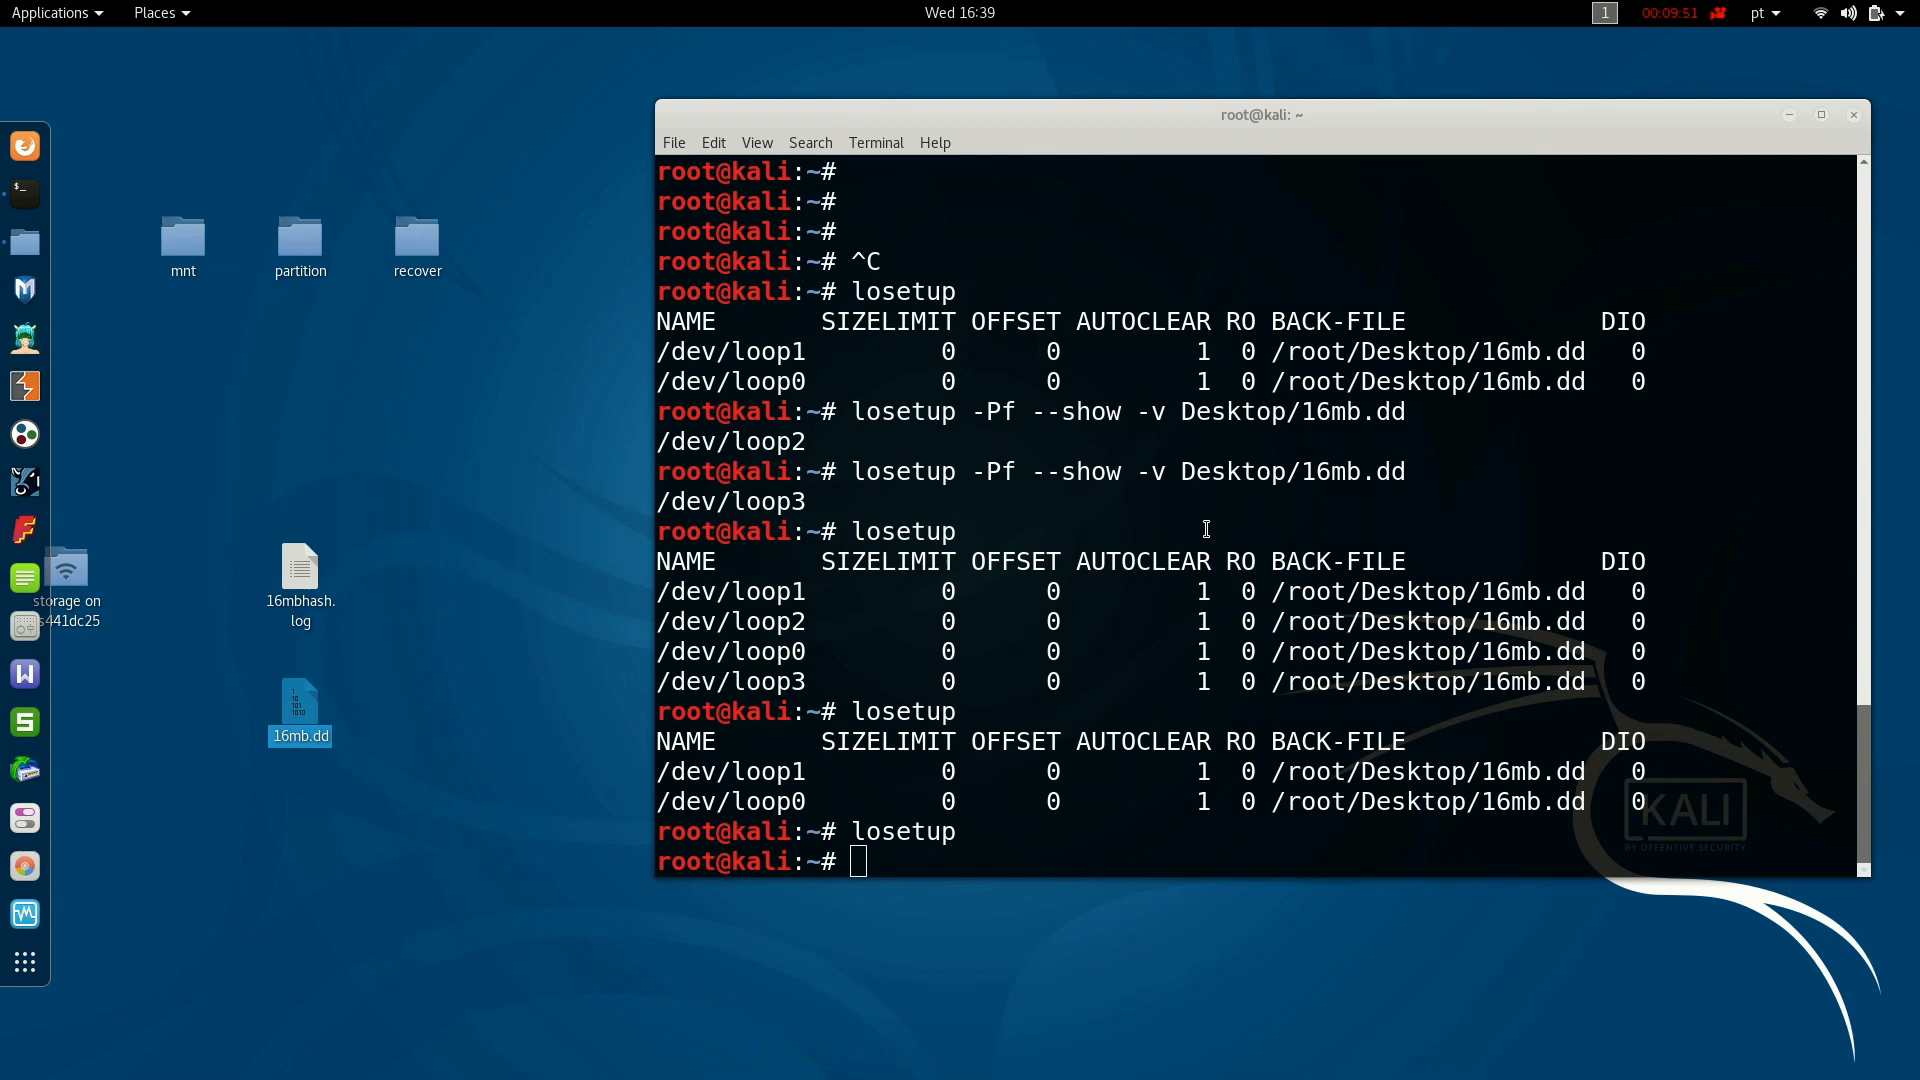 Applications Places Wed 16:39 1 00:09:51 pt
root@kali: ~
File Edit View Search Terminal Help
root@kali:~#
root@kali:~#
root@kali:~#
root@kali:~# ^C
root@kali:~# losetup
NAME SIZELIMIT OFFSET AUTOCLEAR RO BACK-FILE DIO
/dev/loop1 0 0 1 0 /root/Desktop/16mb.dd 0
/dev/loop0 0 0 1 0 /root/Desktop/16mb.dd 0
root@kali:~# losetup -Pf --show -v Desktop/16mb.dd
/dev/loop2
root@kali:~# losetup -Pf --show -v Desktop/16mb.dd
/dev/loop3
root@kali:~# losetup
NAME SIZELIMIT OFFSET AUTOCLEAR RO BACK-FILE DIO
/dev/loop1 0 0 1 0 /root/Desktop/16mb.dd 0
/dev/loop2 0 0 1 0 /root/Desktop/16mb.dd 0
/dev/loop0 0 0 1 0 /root/Desktop/16mb.dd 0
/dev/loop3 0 0 1 0 /root/Desktop/16mb.dd 0
root@kali:~# losetup
NAME SIZELIMIT OFFSET AUTOCLEAR RO BACK-FILE DIO
/dev/loop1 0 0 1 0 /root/Desktop/16mb.dd 0
/dev/loop0 0 0 1 0 /root/Desktop/16mb.dd 0
root@kali:~# losetup
root@kali:~#
KALI
BY OFFENSIVE SECURITY
mnt
partition
recover
storage on
s441dc25
16mbhash.
log
16mb.dd